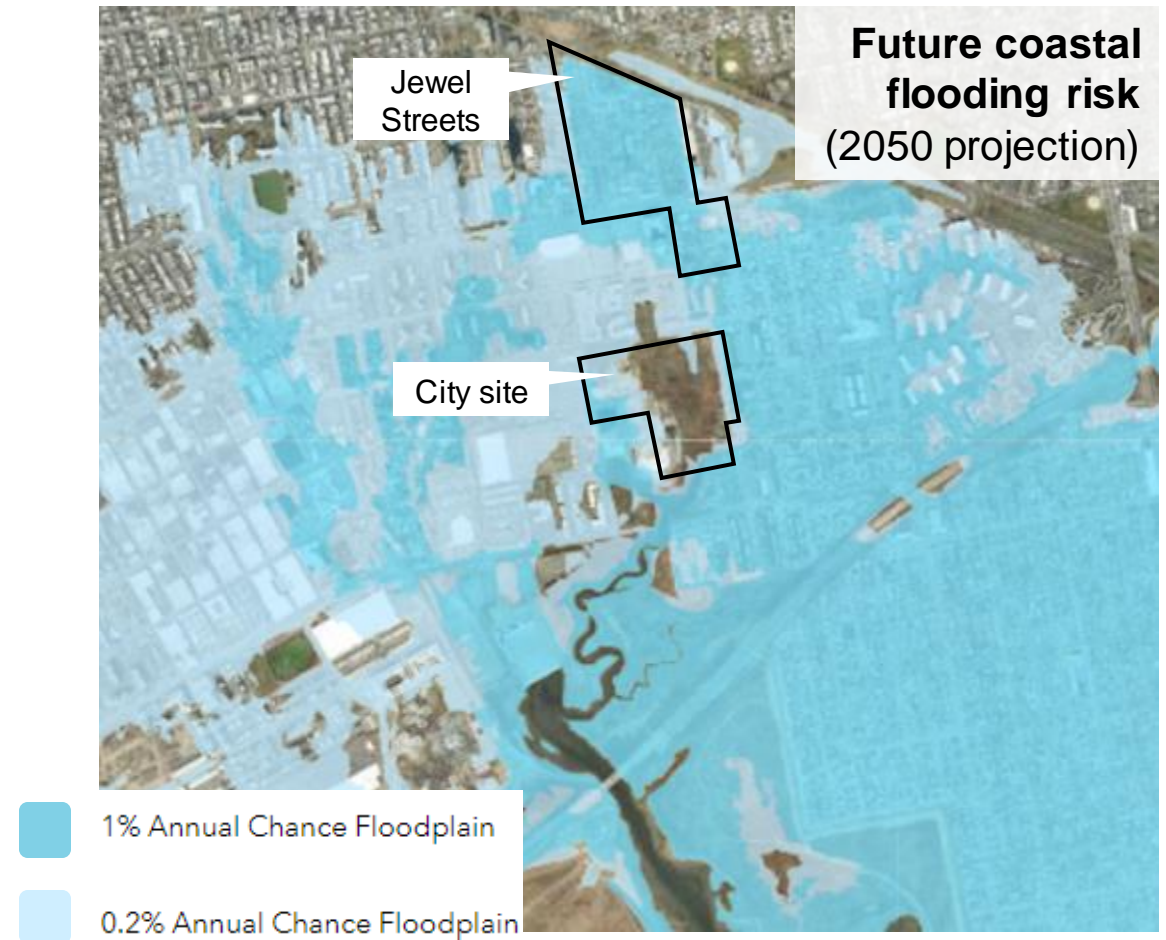 Future coastal
flooding risk
(2050 projection)
Jewel
Streets
City site
1% Annual Chance Floodplain
0.2% Annual Chance Floodplain